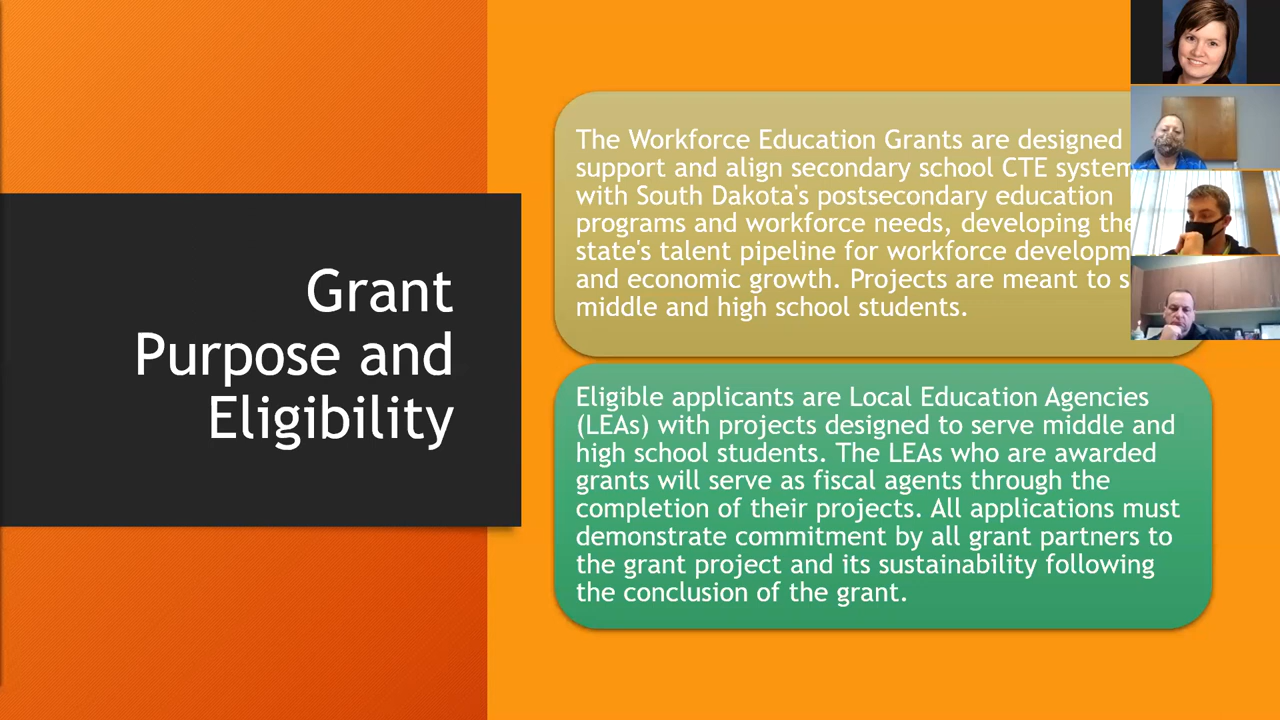 Grant
Purpose and
Eligibility
The Workforce Education Grants are designed
support and align secondary school CTE system
with South Dakota's postsecondary education
programs and workforce needs, developing the
state's talent pipeline for workforce developm
and economic growth. Projects are meant to s
middle and high school students.
Eligible applicants are Local Education Agencies
(LEAs) with projects designed to serve middle and
high school students. The LEAs who are awarded
grants will serve as fiscal agents through the
completion of their projects. All applications must
demonstrate commitment by all grant partners to
the grant project and its sustainability following
the conclusion of the grant.